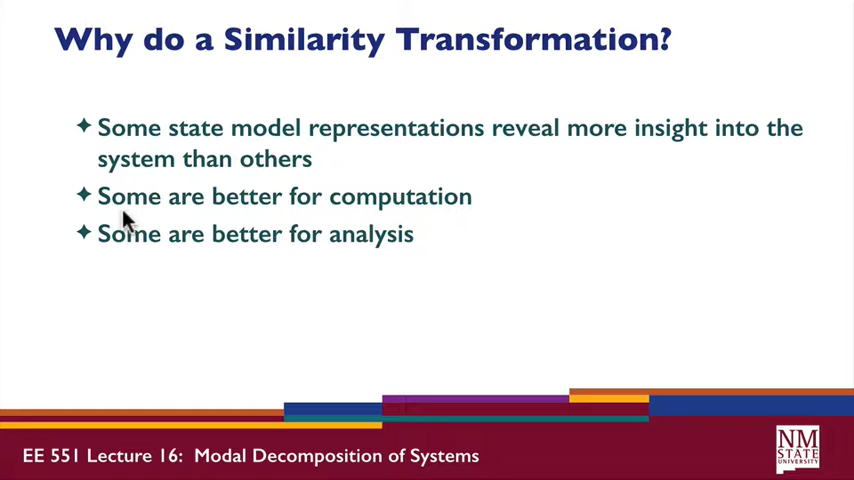 Why do a Similarity Transformation?
✦ Some state model representations reveal more insight into the
system than others
✦ Some are better for computation
✦ Some are better for analysis
EE 551 Lecture 16: Modal Decomposition of Systems
NM
STATE
UNIVERSITY